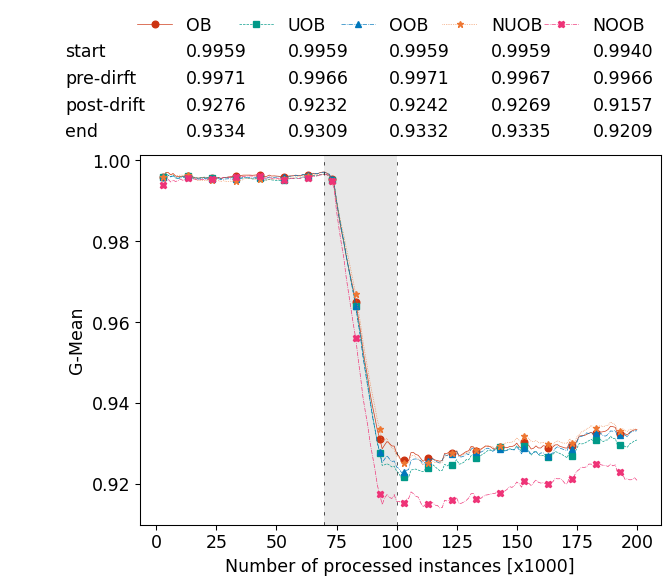 OB UOB OOB NUOB NOOB
start 0.9959 0.9959 0.9959 0.9959 0.9940
pre-dirft 0.9971 0.9966 0.9971 0.9967 0.9966
post-drift 0.9276 0.9232 0.9242 0.9269 0.9157
end 0.9334 0.9309 0.9332 0.9335 0.9209
1.00
0.98
0.96
0.94
0.92
G-Mean
0 25 50 75 100 125 150 175 200
Number of processed instances [x1000]